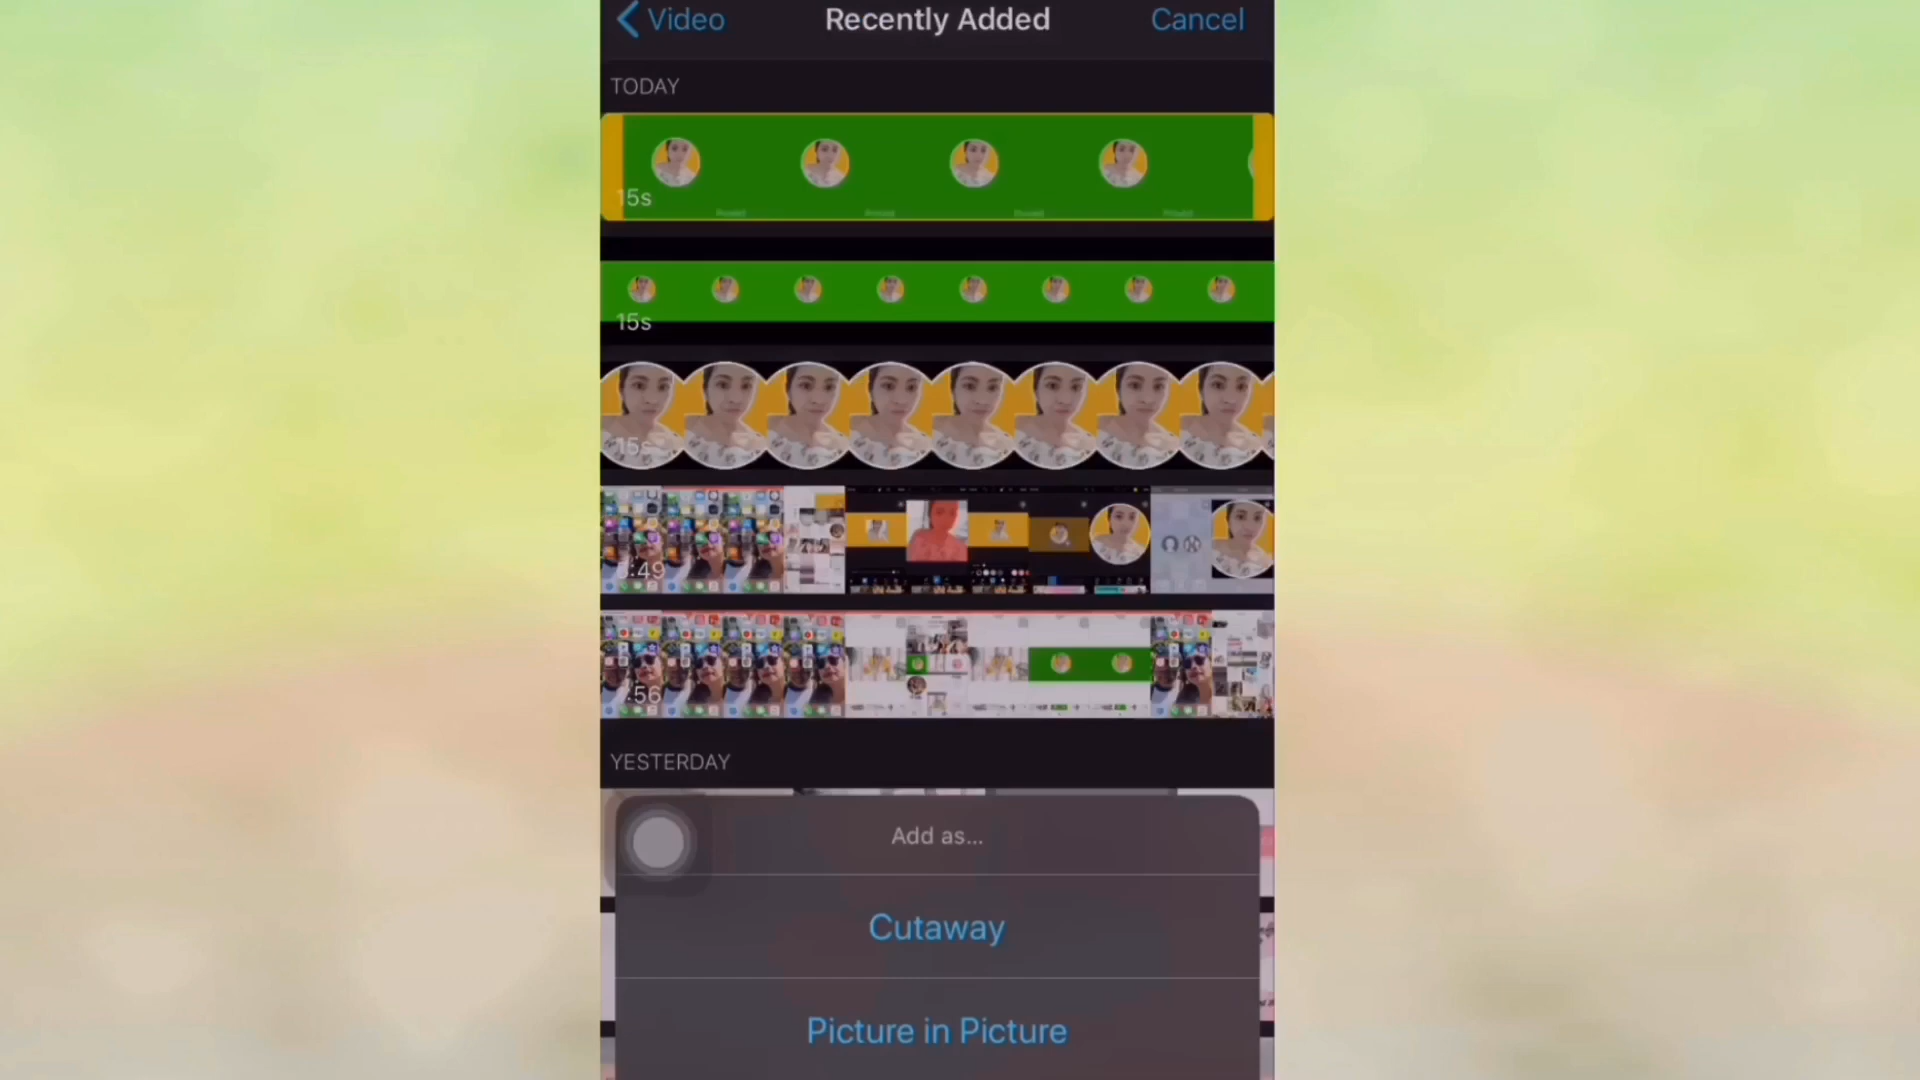 Video
Recently Added
Cancel
TODAY
15s
15s
15s
:49
:56
YESTERDAY
Add as...
Cutaway
Picture in Picture